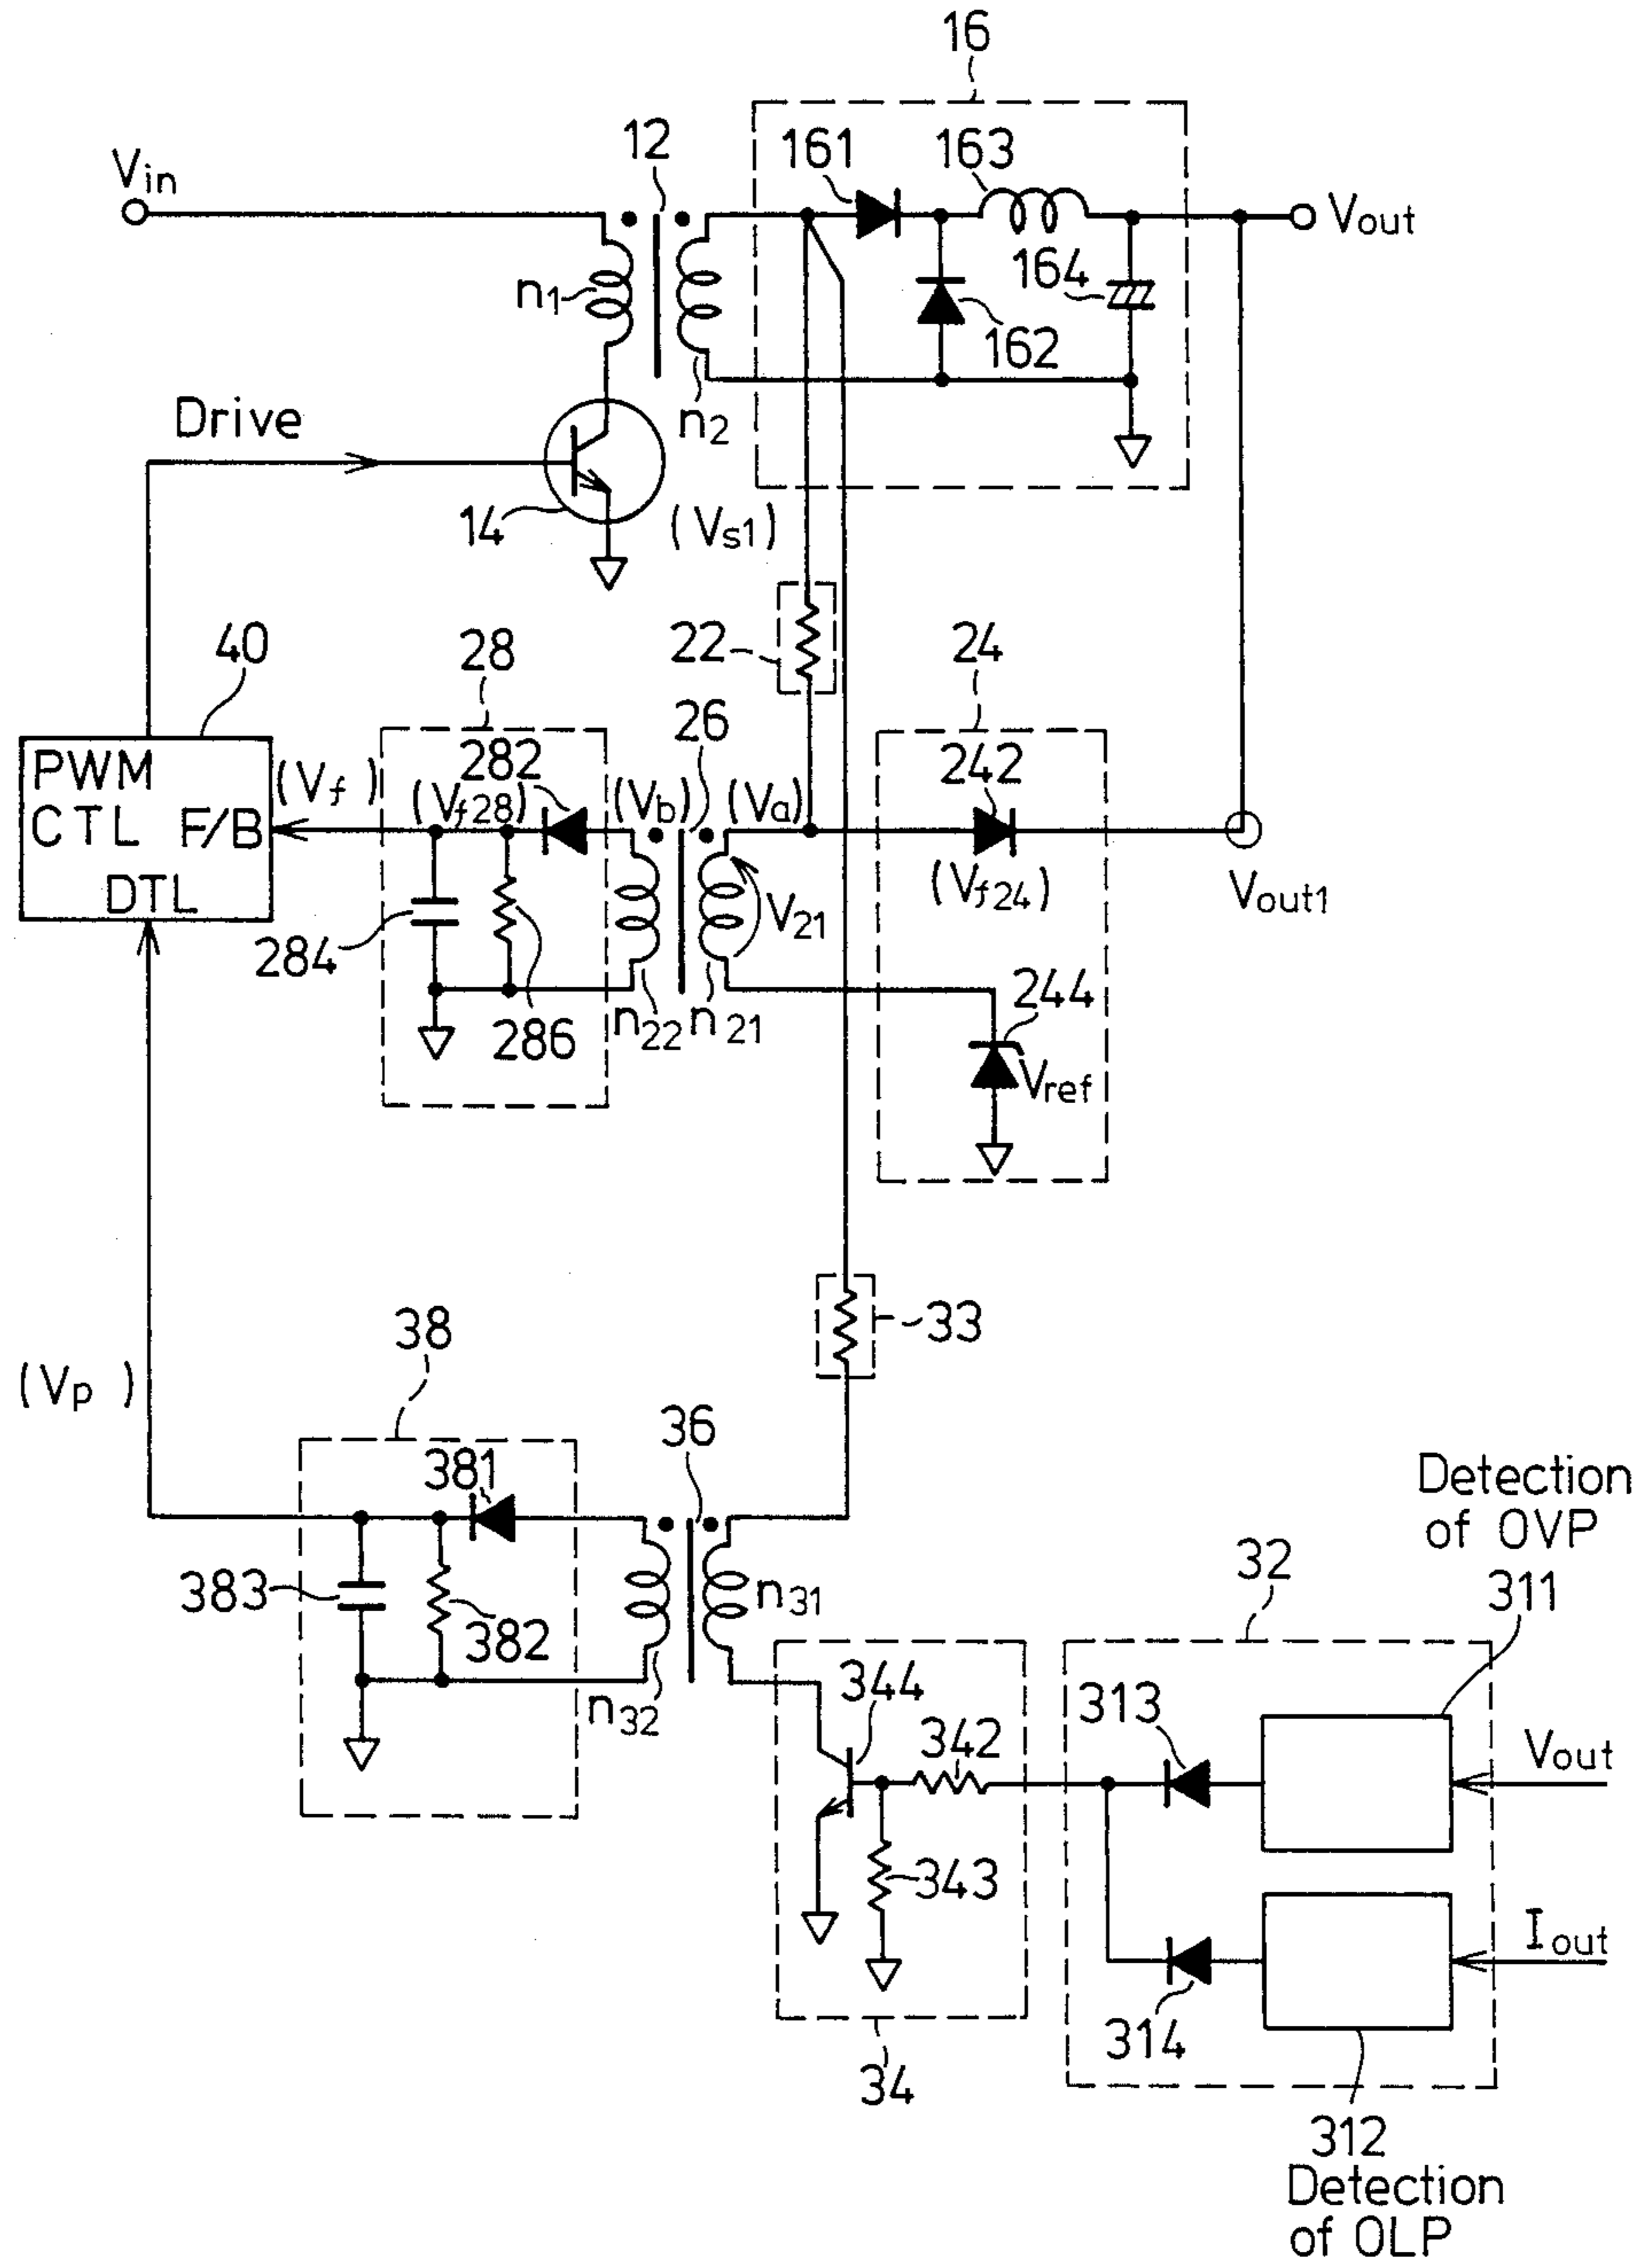 16
12
161
163
Vin
Vout
n1
164
162
n2
Drive
14
(Vs1)
22
24
40
28
26
282
242
PWM
CTL F/B
DTL
(Vf)
(Vf28)
(Vb)
(Va)
(Vf24)
V21
Vout1
284
286
n22
n21
244
Vref
33
38
(Vp)
36
381
Detection
of OVP
32
311
383
382
n31
n32
344
313
342
Vout
343
Iout
314
34
312
Detection
of OLP